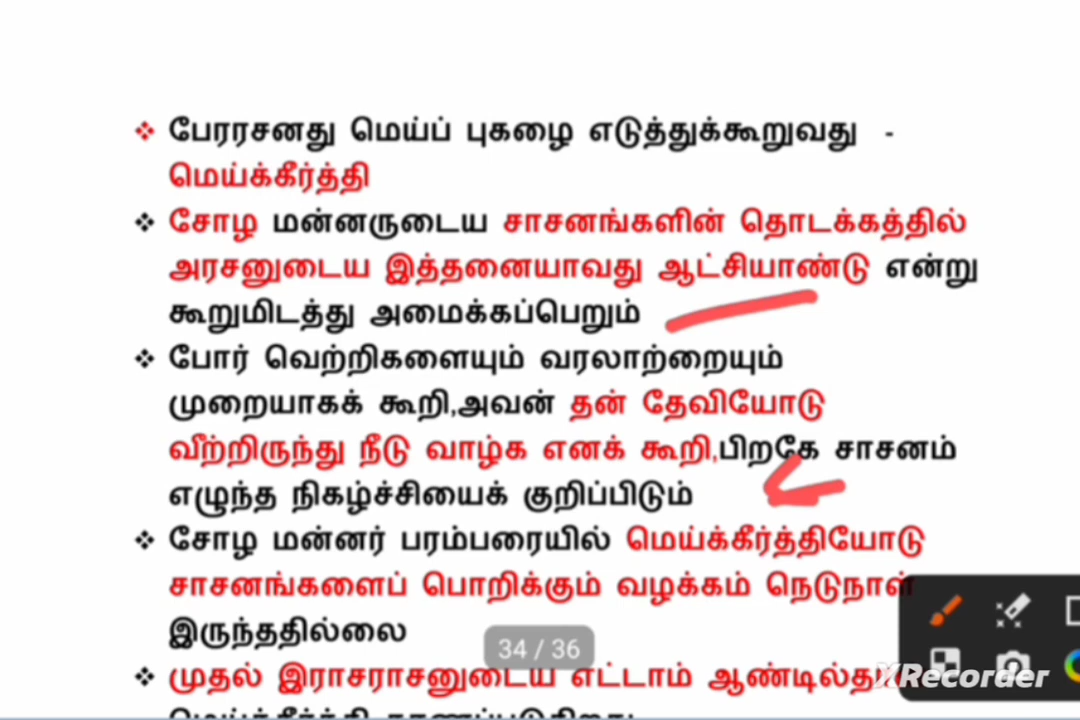 ❖ பேரரசனது மெய்ப் புகழை எடுத்துக்கூறுவது -
மெய்க்கீர்த்தி
❖ சோழ மன்னருடைய சாசனங்களின் தொடக்கத்தில்
அரசனுடைய இத்தனையாவது ஆட்சியாண்டு என்று
கூறுமிடத்து அமைக்கப்பெறும்
❖ போர் வெற்றிகளையும் வரலாற்றையும்
முறையாகக் கூறி,அவன் தன் தேவியோடு
வீற்றிருந்து நீடு வாழ்க எனக் கூறி,பிறகே சாசனம்
எழுந்த நிகழ்ச்சியைக் குறிப்பிடும்
❖ சோழ மன்னர் பரம்பரையில் மெய்க்கீர்த்தியோடு
சாசனங்களைப் பொறிக்கும் வழக்கம் நெடுநாள்
இருந்ததில்லை
34 / 36
❖ முதல் இராசராசனுடைய எட்டாம்
XRecorder